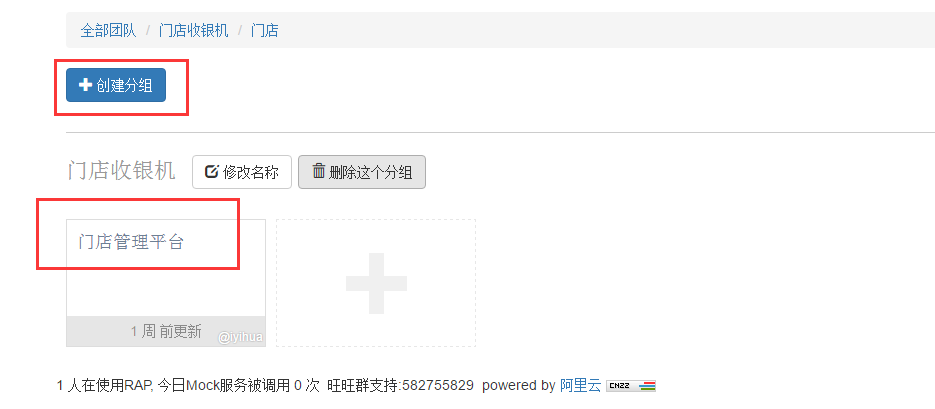 全部团队 / 门店收银机 / 门店
创建分组
门店收银机 修改名称 删除这个分组
门店管理平台
1 周 前更新
@iyihua
1 人在使用RAP, 今日Mock服务被调用 0 次 旺旺群支持:582755829 powered by 阿里云 CNZZ